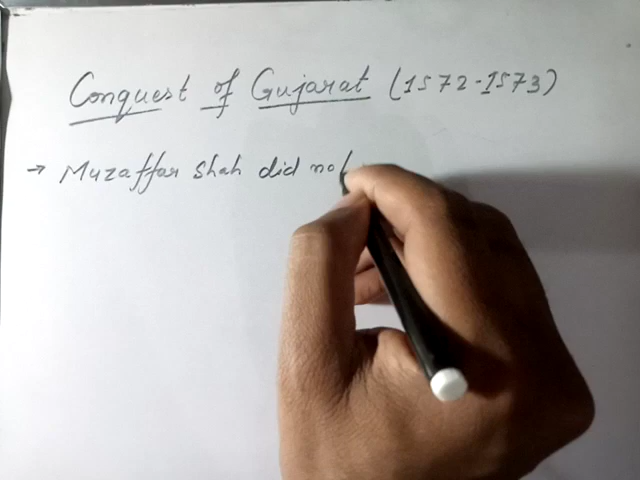 Conquest of Gujarat (1572-1573)
→ Muzaffar Shah did not